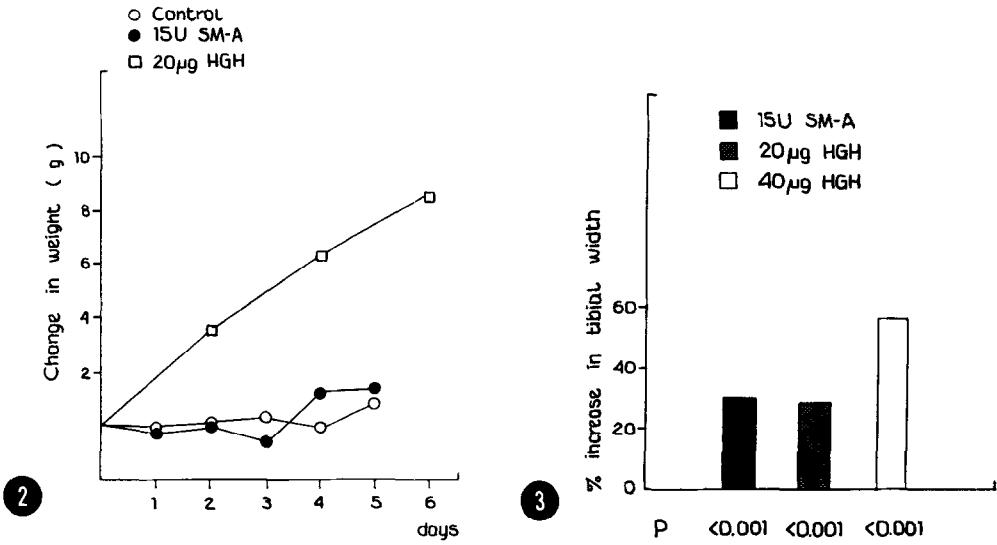 Control
15U SM-A
20µg HGH
Change in weight (g)
10
8
6
4
2
1 2 3 4 5 6
days
2
15U SM-A
20µg HGH
40µg HGH
% increase in tibial width
60
40
20
0
P <0.001 <0.001 <0.001
3